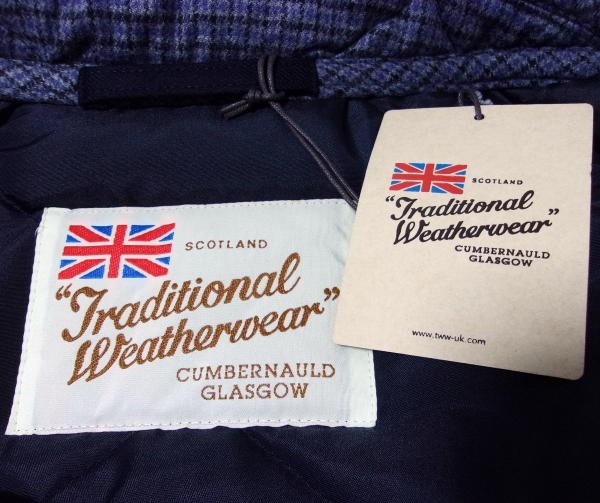 SCOTLAND
"Traditional
Weatherwear"
CUMBERNAULD
GLASGOW
SCOTLAND
"Traditional
Weatherwear"
CUMBERNAULD
GLASGOW
www.tww-uk.com